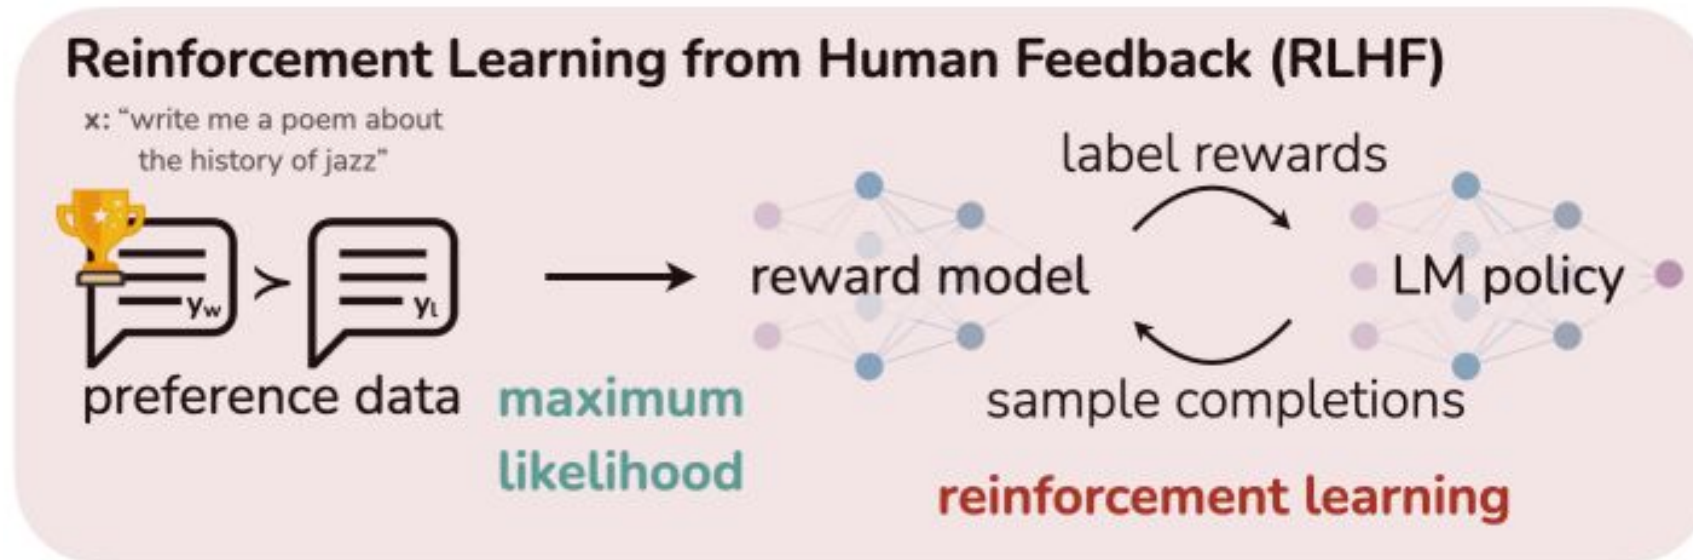 Reinforcement Learning from Human Feedback (RLHF)
x: “write me a poem about
the history of jazz”
label rewards
yw
≻
yl
reward model
LM policy
preference data
maximum
likelihood
sample completions
reinforcement learning